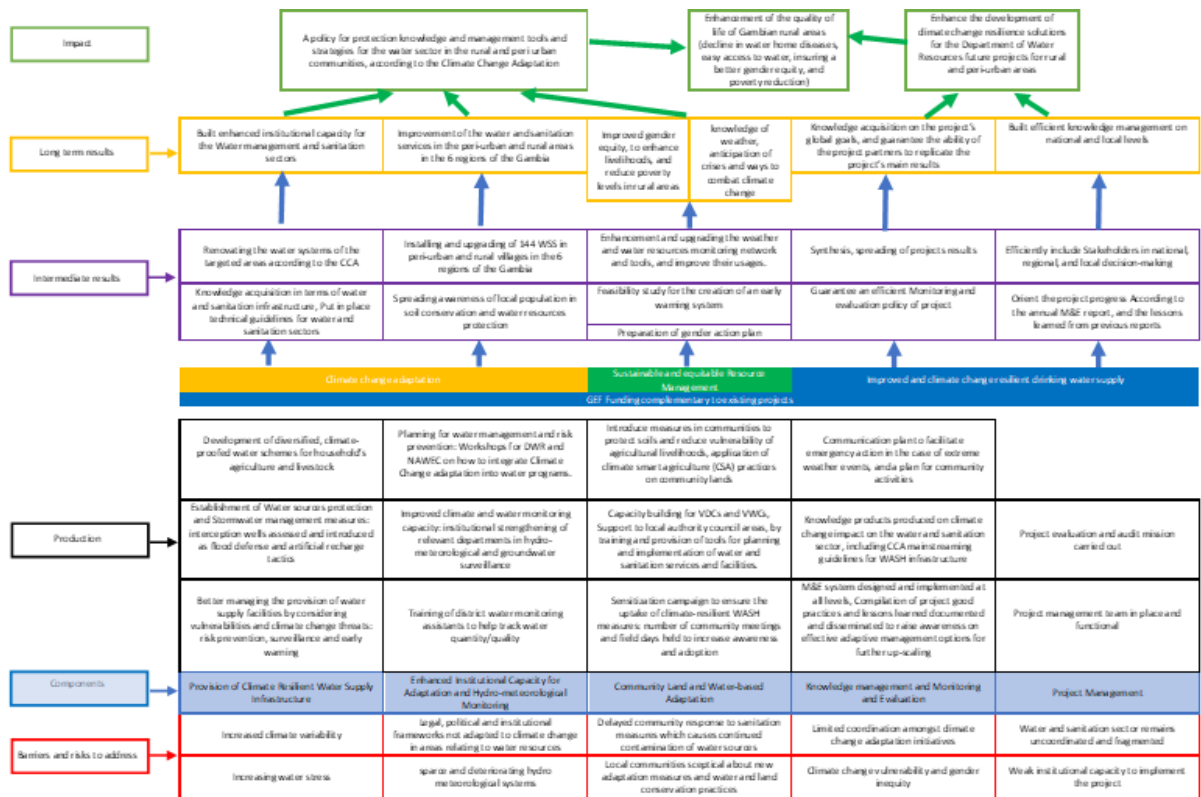 Impact
A policy for protection knowledge and management tools and
strategies for the water sector in the rural and peri urban
communities, according to the Climate Change Adaptation
Enhancement of the quality of
life of Gambian rural areas
(decline in water home diseases,
easy access to water, insuring a
better gender equity, and
poverty reduction)
Enhance the development of
climate change resilience solutions
for the Department of Water
Resources future projects for rural
and peri-urban areas
Long term results
Built enhanced institutional capacity for
the Water management and sanitation
sectors
Improvement of the water and sanitation
services in the peri-urban and rural areas
in the 6 regions of the Gambia
Improved gender
equity, to enhance
livelihoods, and
reduce poverty
levels in rural areas
knowledge of
weather,
anticipation of
crises and ways to
combat climate
change
Knowledge acquisition on the project's
global goals, and guarantee the ability of
the project partners to replicate the
project's main results
Built efficient knowledge management on
national and local levels
Intermediate results
Renovating the water systems of the
targeted areas according to the CCA
Installing and upgrading of 144 WSS in
peri-urban and rural villages in the 6
regions of the Gambia
Enhancement and upgrading the weather
and water resources monitoring network
and tools, and improve their usages.
Synthesis, spreading of projects results
Efficiently include Stakeholders in national,
regional, and local decision-making
Knowledge acquisition in terms of water
and sanitation infrastructure, Put in place
technical guidelines for water and
sanitation sectors
Spreading awareness of local population in
soil conservation and water resources
protection
Feasibility study for the creation of an early
warning system
Preparation of gender action plan
Guarantee an efficient Monitoring and
evaluation policy of project
Orient the project progress According to
the annual M&E report, and the lessons
learned from previous reports
Climate change adaptation
Sustainable and equitable Resource
Management
Improved and climate change resilient drinking water supply
GEF Funding complementary to existing projects
Production
Development of diversified, climate-
proofed water schemes for household's
agriculture and livestock
Planning for water management and risk
prevention: Workshops for DWR and
NAWEC on how to integrate Climate
Change adaptation into water programs.
Introduce measures in communities to
protect soils and reduce vulnerability of
agricultural livelihoods, application of
climate smart agriculture (CSA) practices
on community lands
Communication plan to facilitate
emergency action in the case of extreme
weather events, and a plan for community
activities
Establishment of Water sources protection
and Stormwater management measures:
interception wells assessed and introduced
as flood defense and artificial recharge
tactics
Improved climate and water monitoring
capacity: institutional strengthening of
relevant departments in hydro-
meteorological and groundwater
surveillance
Capacity building for VDCs and VWCs,
Support to local authority council areas, by
training and provision of tools for planning
and implementation of water and
sanitation services and facilities.
Knowledge products produced on climate
change impact on the water and sanitation
sector, including CCA mainstreaming
guidelines for WASH infrastructure
Project evaluation and audit mission
carried out
Better managing the provision of water
supply facilities by considering
vulnerabilities and climate change threats:
risk prevention, surveillance and early
warning
Training of district water monitoring
assistants to help track water
quantity/quality
Sensitization campaign to ensure the
uptake of climate-resilient WASH
measures: number of community meetings
and field days held to increase awareness
and adoption
M&E system designed and implemented at
all levels, Compilation of project good
practices and lessons learned documented
and disseminated to raise awareness on
effective adaptive management options for
further up-scaling
Project management team in place and
functional
Components
Provision of Climate Resilient Water Supply
Infrastructure
Enhanced Institutional Capacity for
Adaptation and Hydro-meteorological
Monitoring
Community Land and Water-based
Adaptation
Knowledge management and Monitoring
and Evaluation
Project Management
Barriers and risks to address
Increased climate variability
Legal, political and institutional
frameworks not adapted to climate change
in areas relating to water resources
Delayed community response to sanitation
measures which causes continued
contamination of water sources
Limited coordination amongst climate
change adaptation initiatives
Water and sanitation sector remains
uncoordinated and fragmented
Increasing water stress
sparce and deteriorating hydro
meteorological systems
Local communities sceptical about new
adaptation measures and water and land
conservation practices
Climate change vulnerability and gender
inequity
Weak institutional capacity to implement
the project